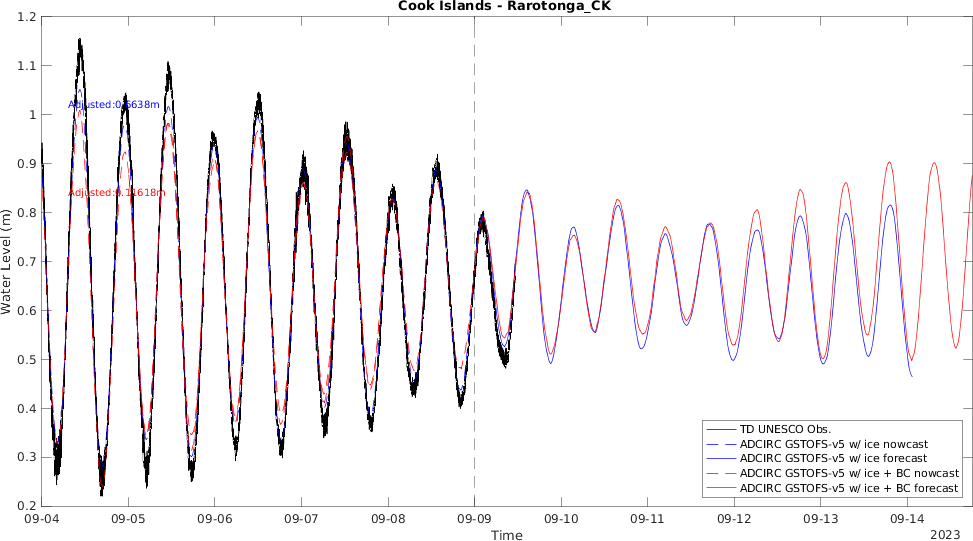 Cook Islands - Rarotonga_CK
Water Level (m)
1.2
1.1
1
0.9
0.8
0.7
0.6
0.5
0.4
0.3
0.2
Adjusted:0.6638m
Adjusted:0.11618m
TD UNESCO Obs.
ADCIRC GSTOFS-v5 w/ ice nowcast
ADCIRC GSTOFS-v5 w/ ice forecast
ADCIRC GSTOFS-v5 w/ ice + BC nowcast
ADCIRC GSTOFS-v5 w/ ice + BC forecast
09-04 09-05 09-06 09-07 09-08 09-09 09-10 09-11 09-12 09-13 09-14
Time
2023